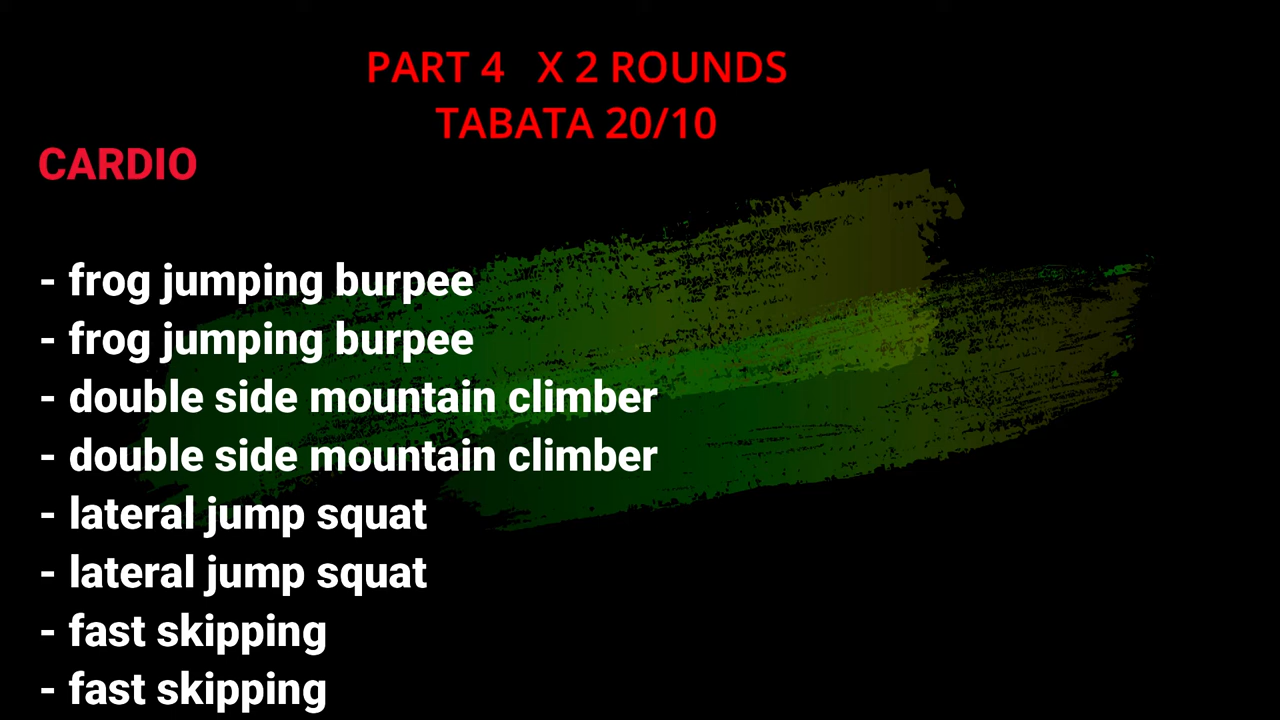 PART 4 X 2 ROUNDS
TABATA 20/10
CARDIO
- frog jumping burpee
- frog jumping burpee
- double side mountain climber
- double side mountain climber
- lateral jump squat
- lateral jump squat
- fast skipping
- fast skipping